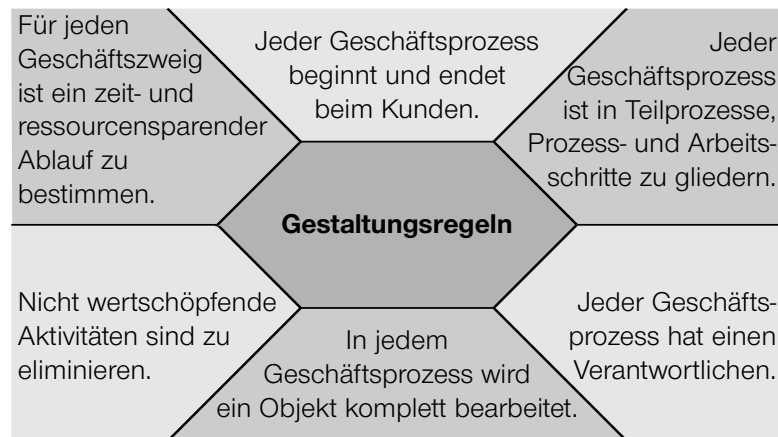 Für jeden
Geschäftszweig
ist ein zeit- und
ressourcensparender
Ablauf zu
bestimmen.
Jeder Geschäftsprozess
beginnt und endet
beim Kunden.
Jeder
Geschäftsprozess
ist in Teilprozesse,
Prozess- und Arbeits-
schritte zu gliedern.
Gestaltungsregeln
Nicht wertschöpfende
Aktivitäten sind zu
eliminieren.
In jedem
Geschäftsprozess wird
ein Objekt komplett bearbeitet.
Jeder Geschäfts-
prozess hat einen
Verantwortlichen.